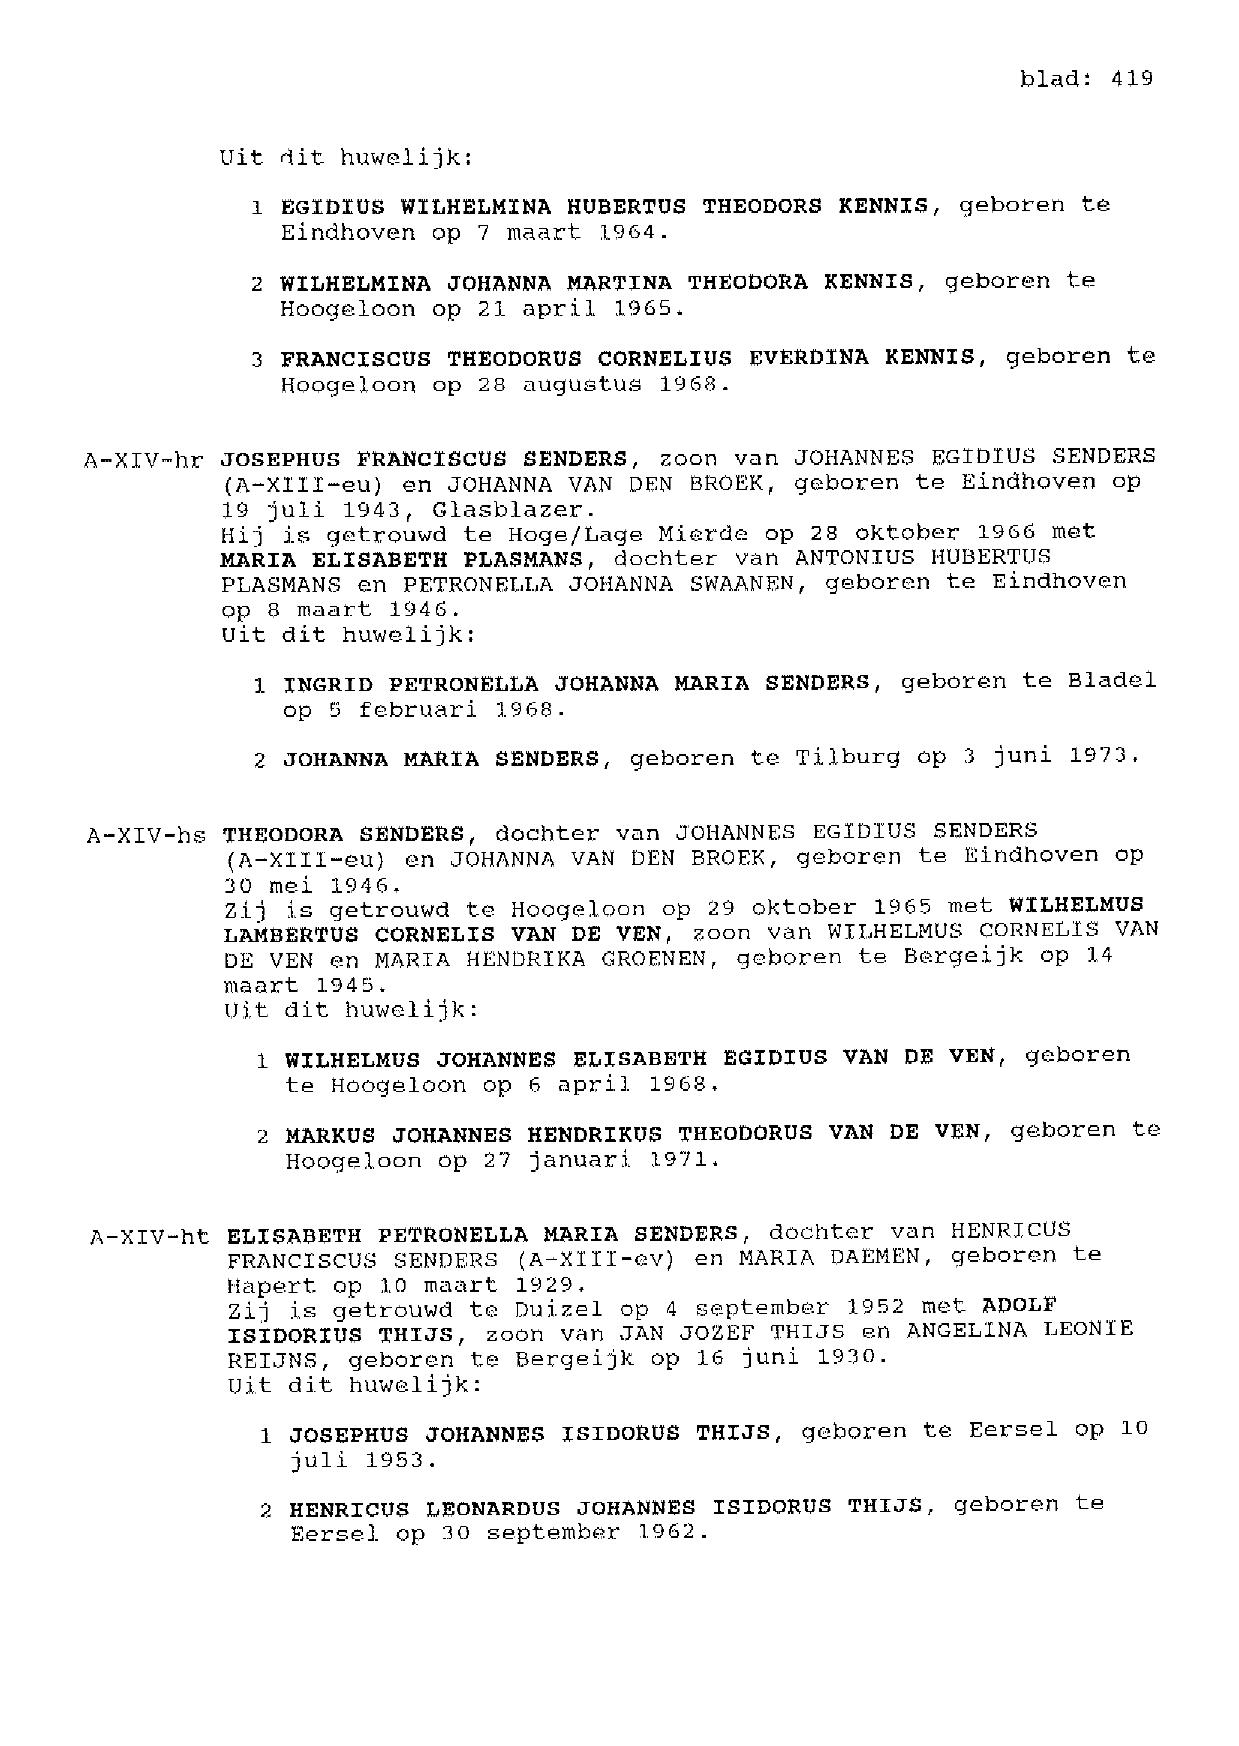 blad: 419
Uit dit huwelijk:
1 EGIDIUS WILHELMINA HUBERTUS THEODORS KENNIS, geboren te
Eindhoven op 7 maart 1964.
2 WILHELMINA JOHANNA MARTINA THEODORA KENNIS, geboren te
Hoogeloon op 21 april 1965.
3 FRANCISCUS THEODORUS CORNELIUS EVERDINA KENNIS, geboren te
Hoogeloon op 28 augustus 1968.
A-XIV-hr JOSEPHUS FRANCISCUS SENDERS, zoon van JOHANNES EGIDIUS SENDERS
(A-XIII-eu) en JOHANNA VAN DEN BROEK, geboren te Eindhoven op
19 juli 1943, Glasblazer.
Hij is getrouwd te Hoge/Lage Mierde op 28 oktober 1966 met
MARIA ELISABETH PLASMANS, dochter van ANTONIUS HUBERTUS
PLASMANS en PETRONELLA JOHANNA SWAANEN, geboren te Eindhoven
op 8 maart 1946.
Uit dit huwelijk:
1 INGRID PETRONELLA JOHANNA MARIA SENDERS, geboren te Bladel
op 5 februari 1968.
2 JOHANNA MARIA SENDERS, geboren te Tilburg op 3 juni 1973.
A-XIV-hs THEODORA SENDERS, dochter van JOHANNES EGIDIUS SENDERS
(A-XIII-eu) en JOHANNA VAN DEN BROEK, geboren te Eindhoven op
30 mei 1946.
Zij is getrouwd te Hoogeloon op 29 oktober 1965 met WILHELMUS
LAMBERTUS CORNELIS VAN DE VEN, zoon van WILHELMUS CORNELIS VAN
DE VEN en MARIA HENDRIKA GROENEN, geboren te Bergeijk op 14
maart 1945.
Uit dit huwelijk:
1 WILHELMUS JOHANNES ELISABETH EGIDIUS VAN DE VEN, geboren
te Hoogeloon op 6 april 1968.
2 MARKUS JOHANNES HENDRIKUS THEODORUS VAN DE VEN, geboren te
Hoogeloon op 27 januari 1971.
A-XIV-ht ELISABETH PETRONELLA MARIA SENDERS, dochter van HENRICUS
FRANCISCUS SENDERS (A-XIII-ev) en MARIA DAEMEN, geboren te
Hapert op 10 maart 1929.
Zij is getrouwd te Duizel op 4 september 1952 met ADOLF
ISIDORIUS THIJS, zoon van JAN JOZEF THIJS en ANGELINA LEONIE
REIJNS, geboren te Bergeijk op 16 juni 1930.
Uit dit huwelijk:
1 JOSEPHUS JOHANNES ISIDORUS THIJS, geboren te Eersel op 10
juli 1953.
2 HENRICUS LEONARDUS JOHANNES ISIDORUS THIJS, geboren te
Eersel op 30 september 1962.